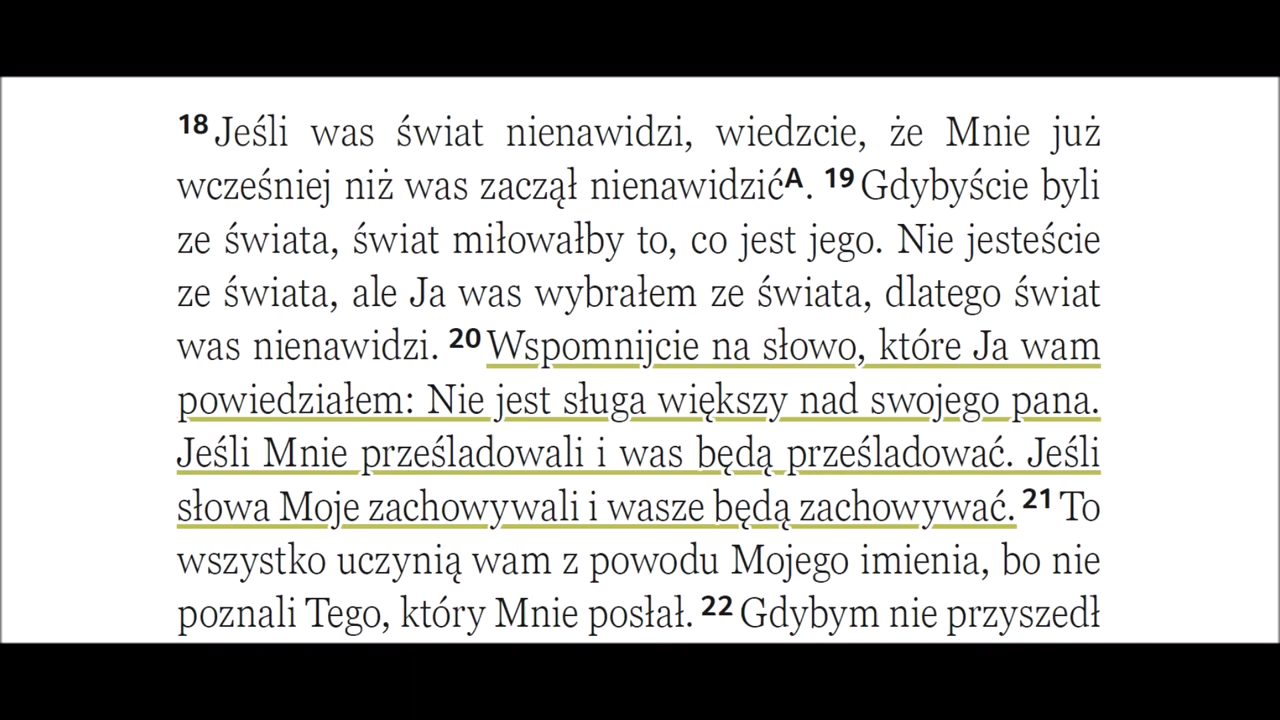 18 Jeśli was świat nienawidzi, wiedzcie, że Mnie już
wcześniej niż was zaczął nienawidzićA. 19 Gdybyście byli
ze świata, świat miłowałby to, co jest jego. Nie jesteście
ze świata, ale Ja was wybrałem ze świata, dlatego świat
was nienawidzi. 20 Wspomnijcie na słowo, które Ja wam
powiedziałem: Nie jest sługa większy nad swojego pana.
Jeśli Mnie prześladowali i was będą prześladować. Jeśli
słowa Moje zachowywali i wasze będą zachowywać. 21 To
wszystko uczynią wam z powodu Mojego imienia, bo nie
poznali Tego, który Mnie posłał. 22 Gdybym nie przyszedł